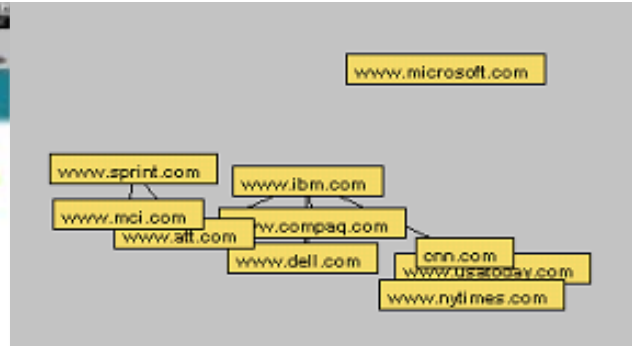 www.microsoft.com
www.sprint.com
www.ibm.com
www.mci.com
www.compaq.com
www.att.com
cnn.com
www.dell.com
www.usatoday.com
www.nytimes.com